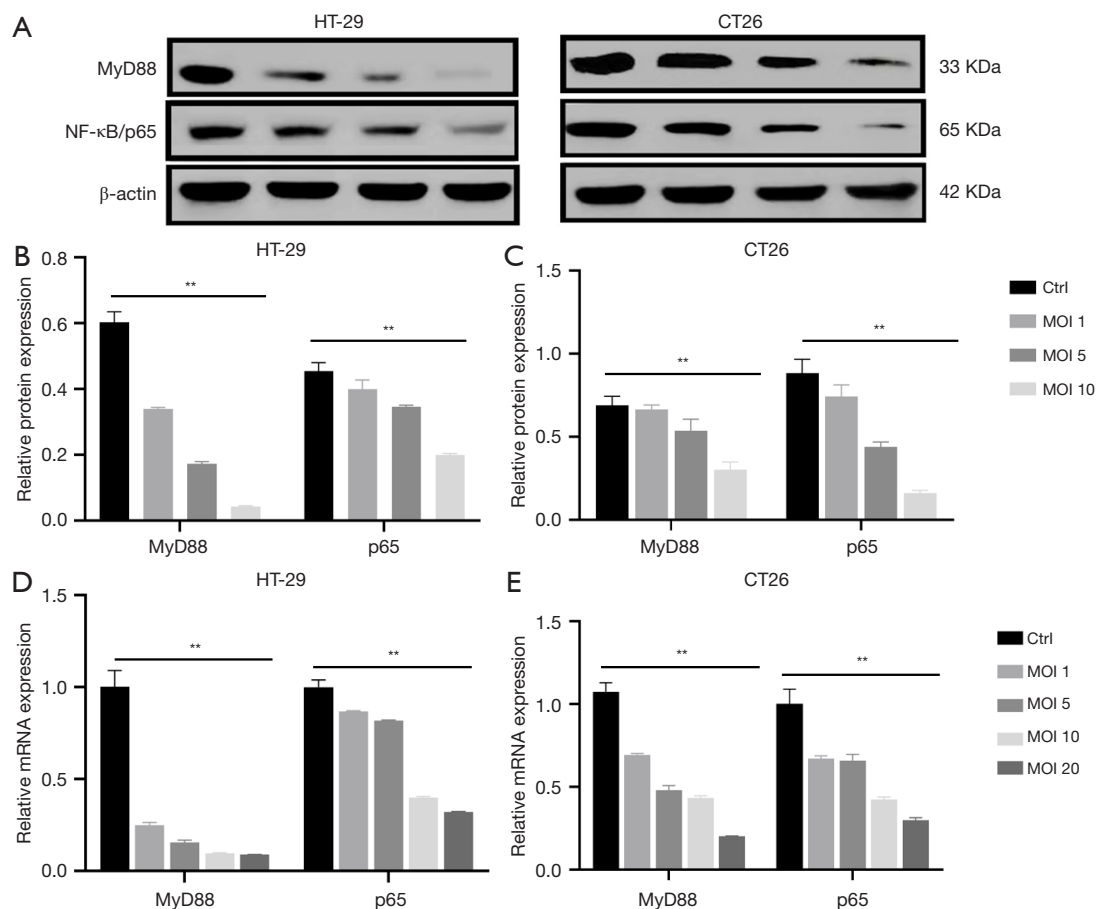 A
HT-29
CT26
MyD88
33 KDa
NF-κB/p65
65 KDa
β-actin
42 KDa
B
HT-29
Relative protein expression
0.8
0.6
0.4
0.2
0.0
**
**
MyD88
p65
C
CT26
Relative protein expression
1.5
1.0
0.5
0.0
**
**
MyD88
p65
Ctrl
MOI 1
MOI 5
MOI 10
D
HT-29
Relative mRNA expression
1.5
1.0
0.5
0.0
**
**
MyD88
p65
E
CT26
Relative mRNA expression
1.5
1.0
0.5
0.0
**
**
MyD88
p65
Ctrl
MOI 1
MOI 5
MOI 10
MOI 20